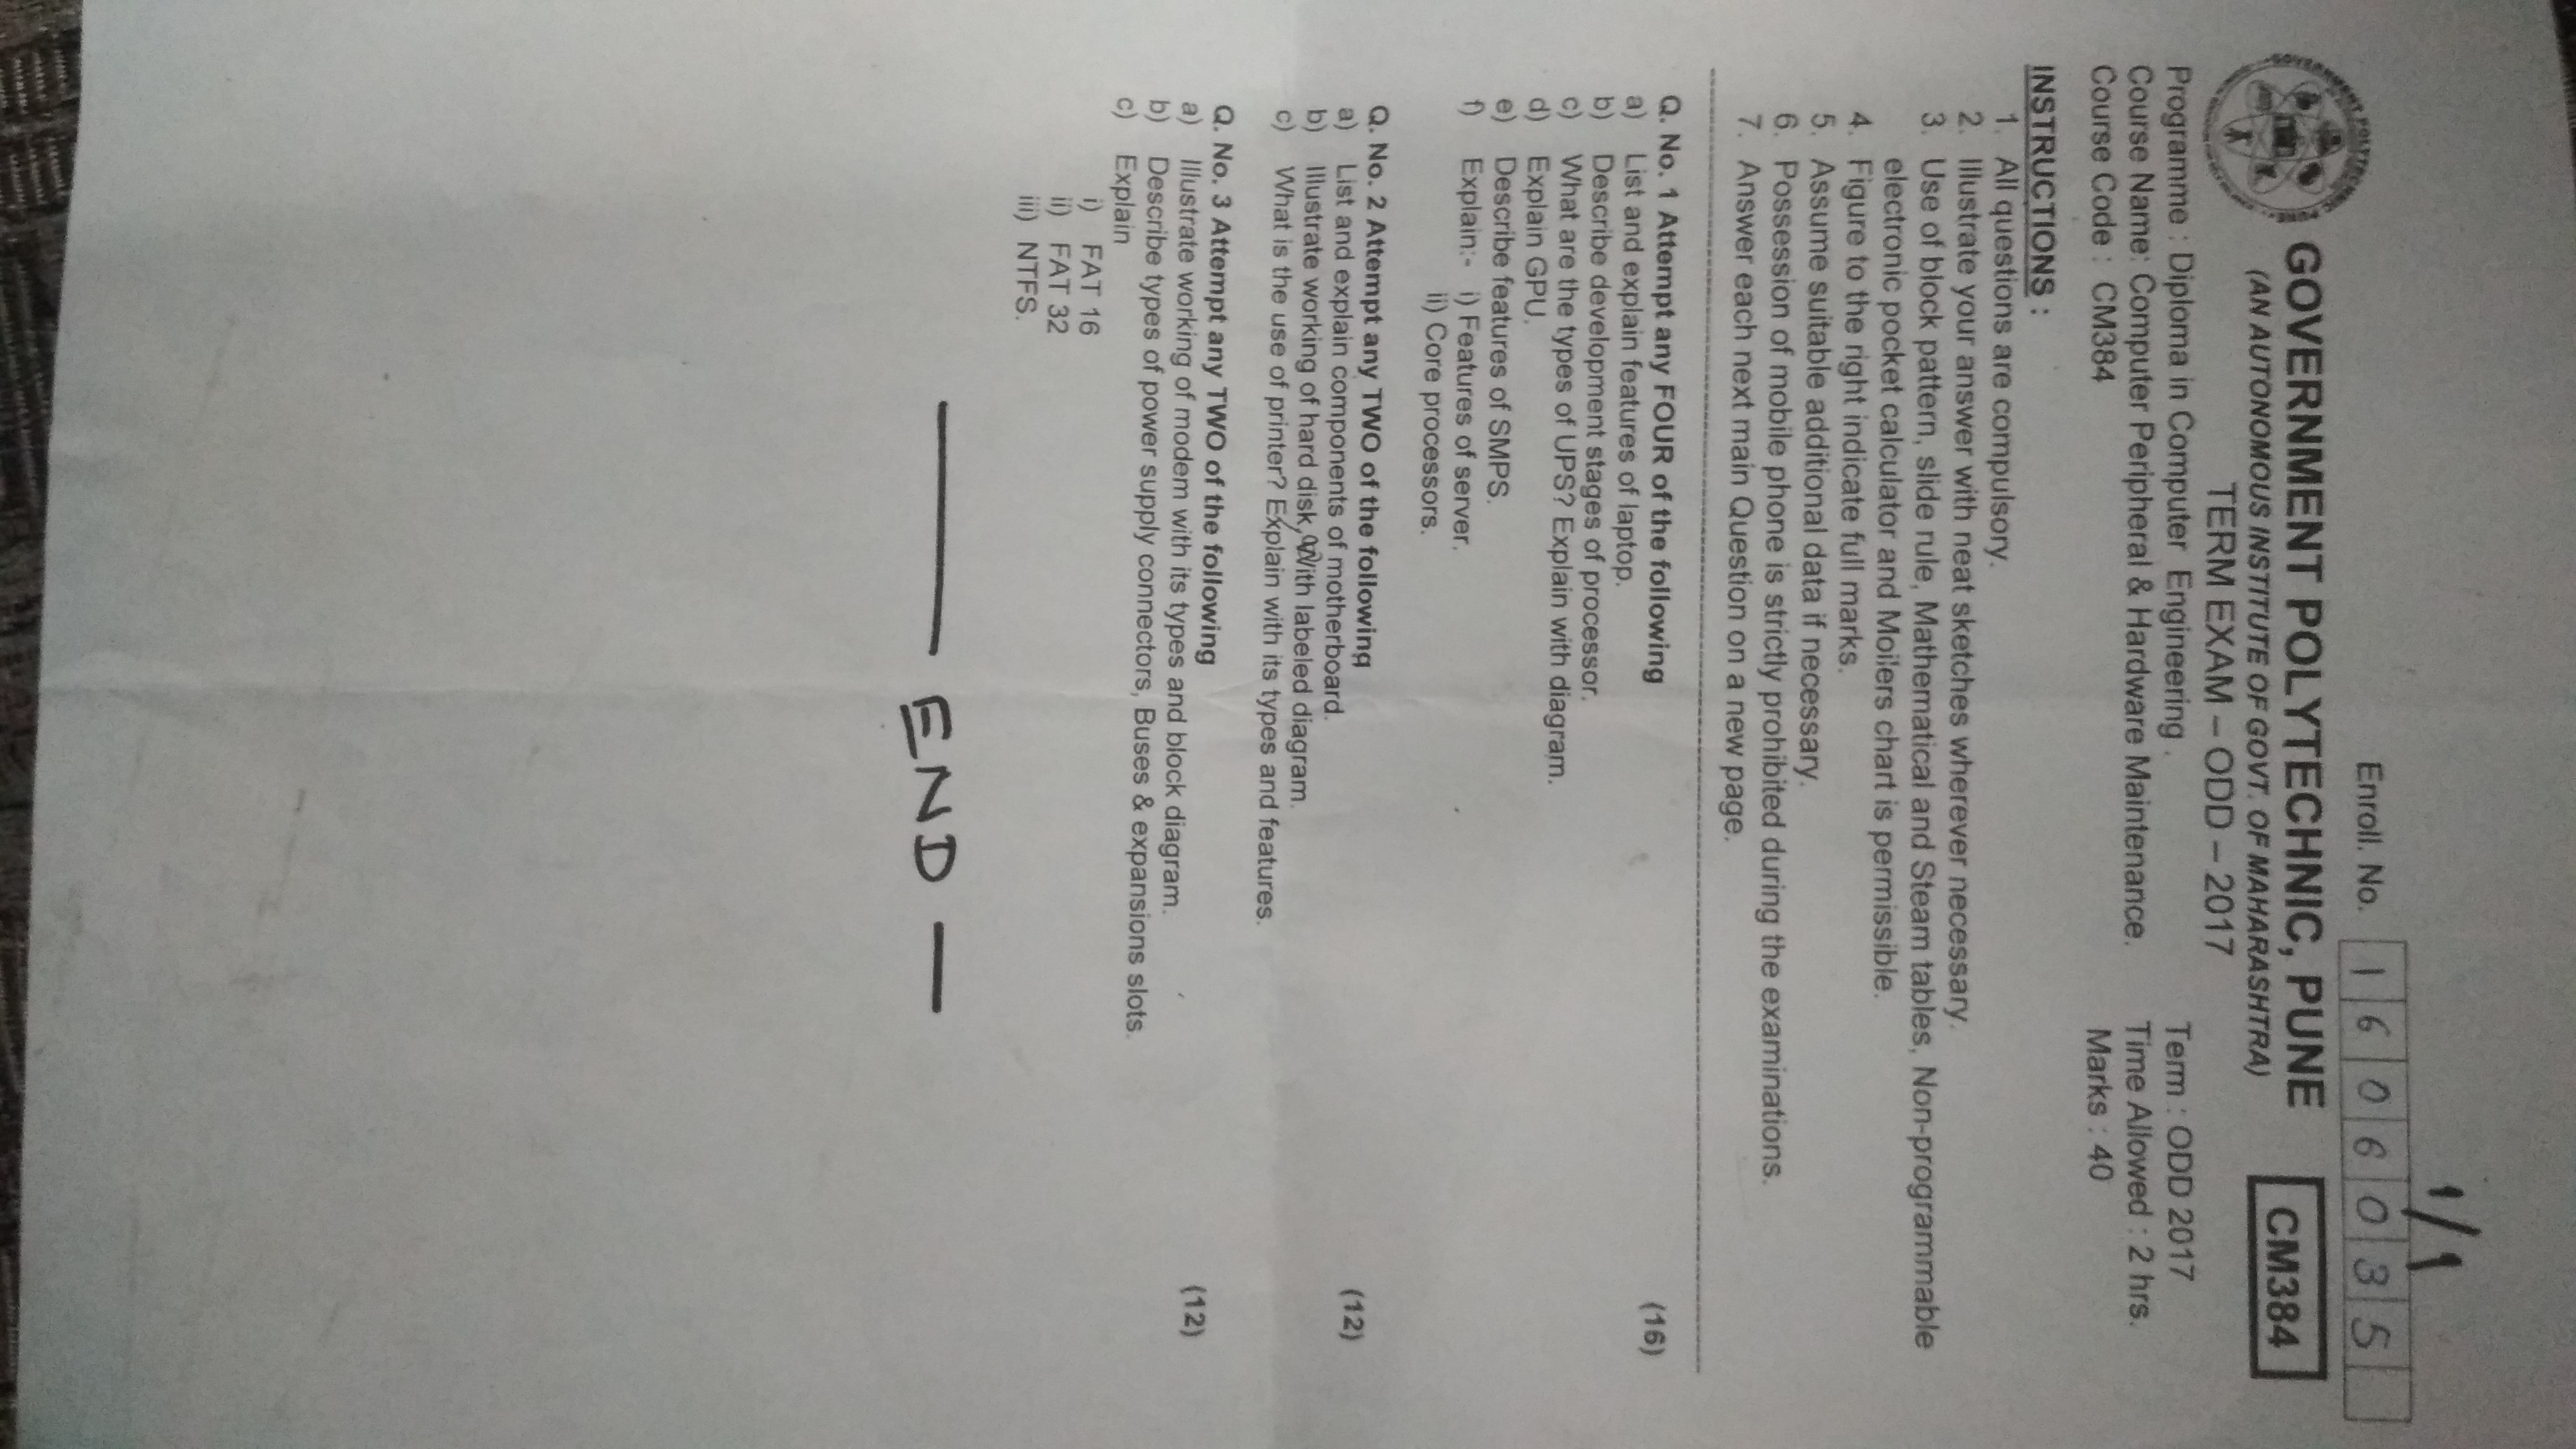 1/1
Enroll. No. 1 6 0 6 0 3 5
GOVERNMENT POLYTECHNIC, PUNE
CM384
(AN AUTONOMOUS INSTITUTE OF GOVT. OF MAHARASHTRA)
TERM EXAM – ODD – 2017
Programme : Diploma in Computer Engineering . Term : ODD 2017
Course Name: Computer Peripheral & Hardware Maintenance. Time Allowed : 2 hrs.
Course Code : CM384 Marks : 40
INSTRUCTIONS :
1. All questions are compulsory.
2. Illustrate your answer with neat sketches wherever necessary.
3. Use of block pattern, slide rule, Mathematical and Steam tables, Non-programmable
electronic pocket calculator and Moilers chart is permissible.
4. Figure to the right indicate full marks.
5. Assume suitable additional data if necessary.
6. Possession of mobile phone is strictly prohibited during the examinations.
7. Answer each next main Question on a new page.
Q. No. 1 Attempt any FOUR of the following (16)
a) List and explain features of laptop.
b) Describe development stages of processor.
c) What are the types of UPS? Explain with diagram.
d) Explain GPU.
e) Describe features of SMPS.
f) Explain:- i) Features of server.
ii) Core processors.
Q. No. 2 Attempt any TWO of the following (12)
a) List and explain components of motherboard.
b) Illustrate working of hard disk, With labeled diagram.
c) What is the use of printer? Explain with its types and features.
Q. No. 3 Attempt any TWO of the following (12)
a) Illustrate working of modem with its types and block diagram.
b) Describe types of power supply connectors, Buses & expansions slots.
c) Explain
i) FAT 16
ii) FAT 32
iii) NTFS.
— END —